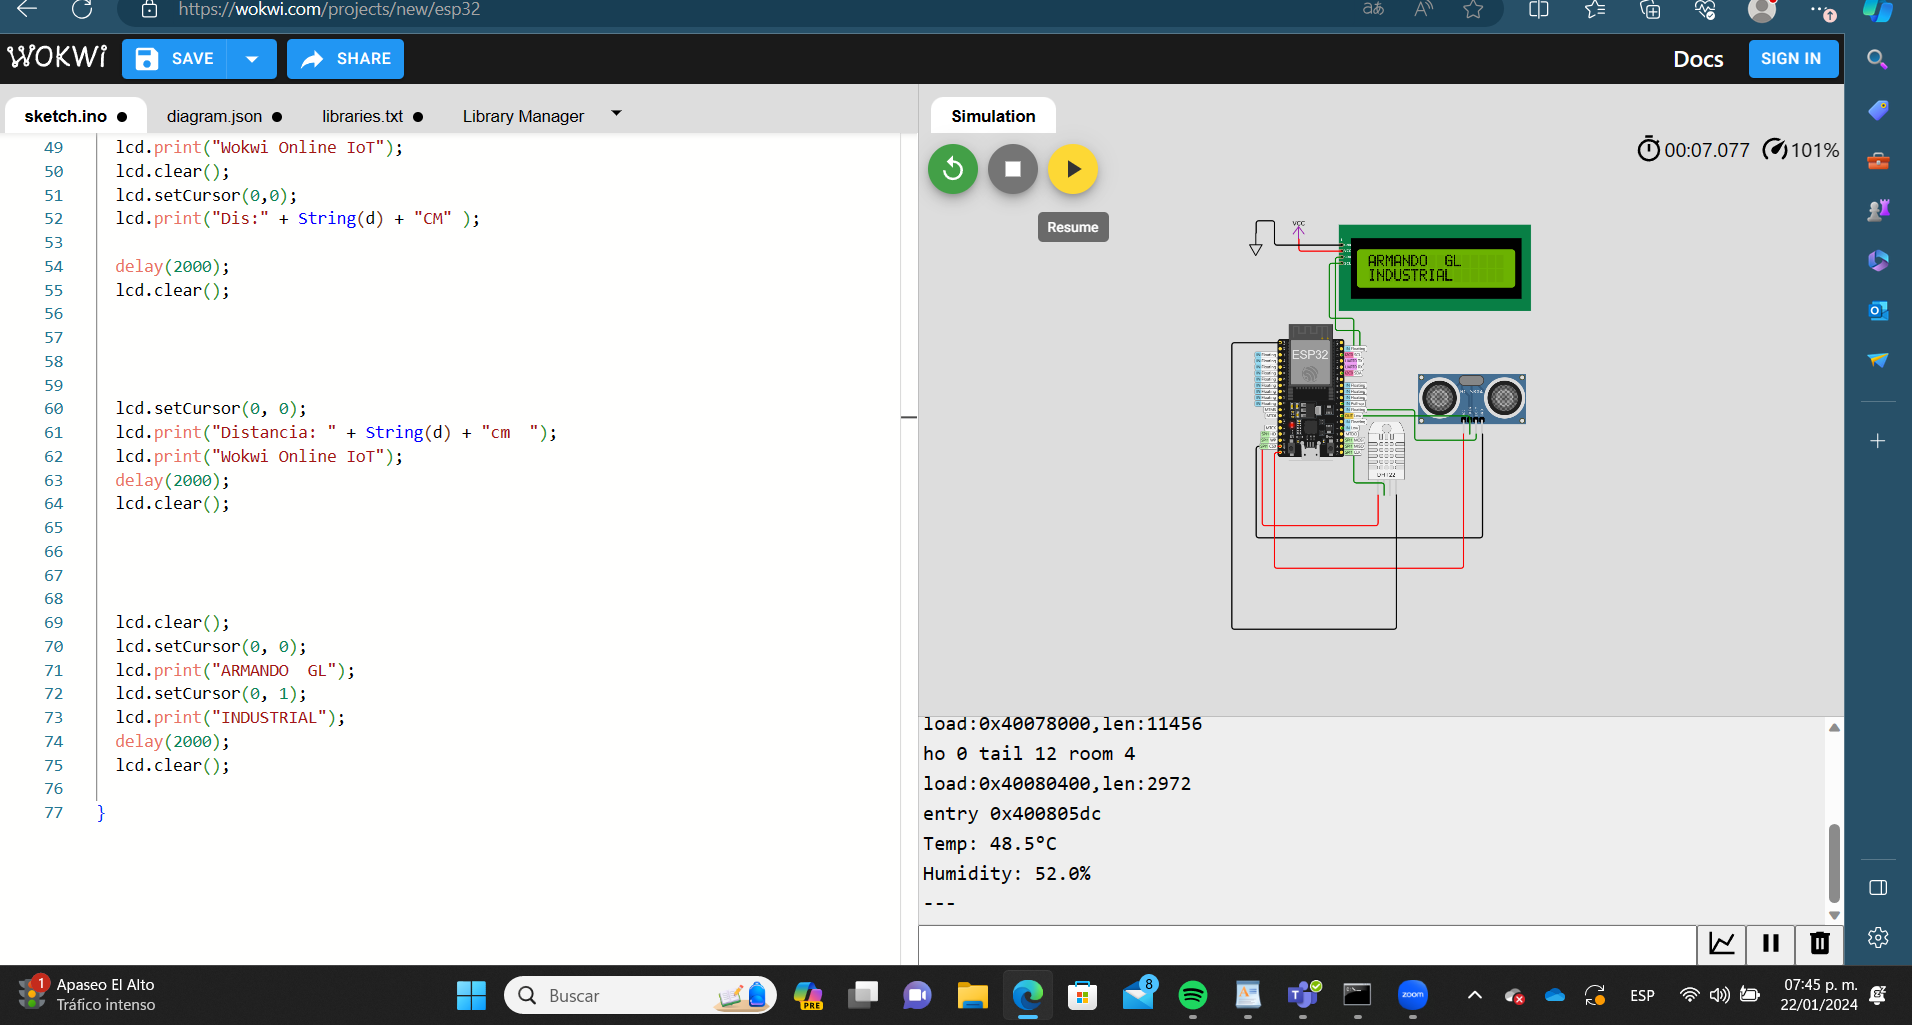 https://wokwi.com/projects/new/esp32
WOKWI
SAVE
SHARE
Docs
SIGN IN
sketch.ino ●
diagram.json ●
libraries.txt ●
Library Manager
49 lcd.print("Wokwi Online IoT");
50 lcd.clear();
51 lcd.setCursor(0,0);
52 lcd.print("Dis:" + String(d) + "CM" );
53
54 delay(2000);
55 lcd.clear();
56
57
58
59
60 lcd.setCursor(0, 0);
61 lcd.print("Distancia: " + String(d) + "cm  ");
62 lcd.print("Wokwi Online IoT");
63 delay(2000);
64 lcd.clear();
65
66
67
68
69 lcd.clear();
70 lcd.setCursor(0, 0);
71 lcd.print("ARMANDO  GL");
72 lcd.setCursor(0, 1);
73 lcd.print("INDUSTRIAL");
74 delay(2000);
75 lcd.clear();
76
77 }
Simulation
00:07.077
101%
Resume
VCC
ARMANDO  GL
INDUSTRIAL
ESP32
DHT22
load:0x40078000,len:11456
ho 0 tail 12 room 4
load:0x40080400,len:2972
entry 0x400805dc
Temp: 48.5°C
Humidity: 52.0%
---
1
Apaseo El Alto
Tráfico intenso
Buscar
PRE
8
zoom
ESP
07:45 p. m.
22/01/2024